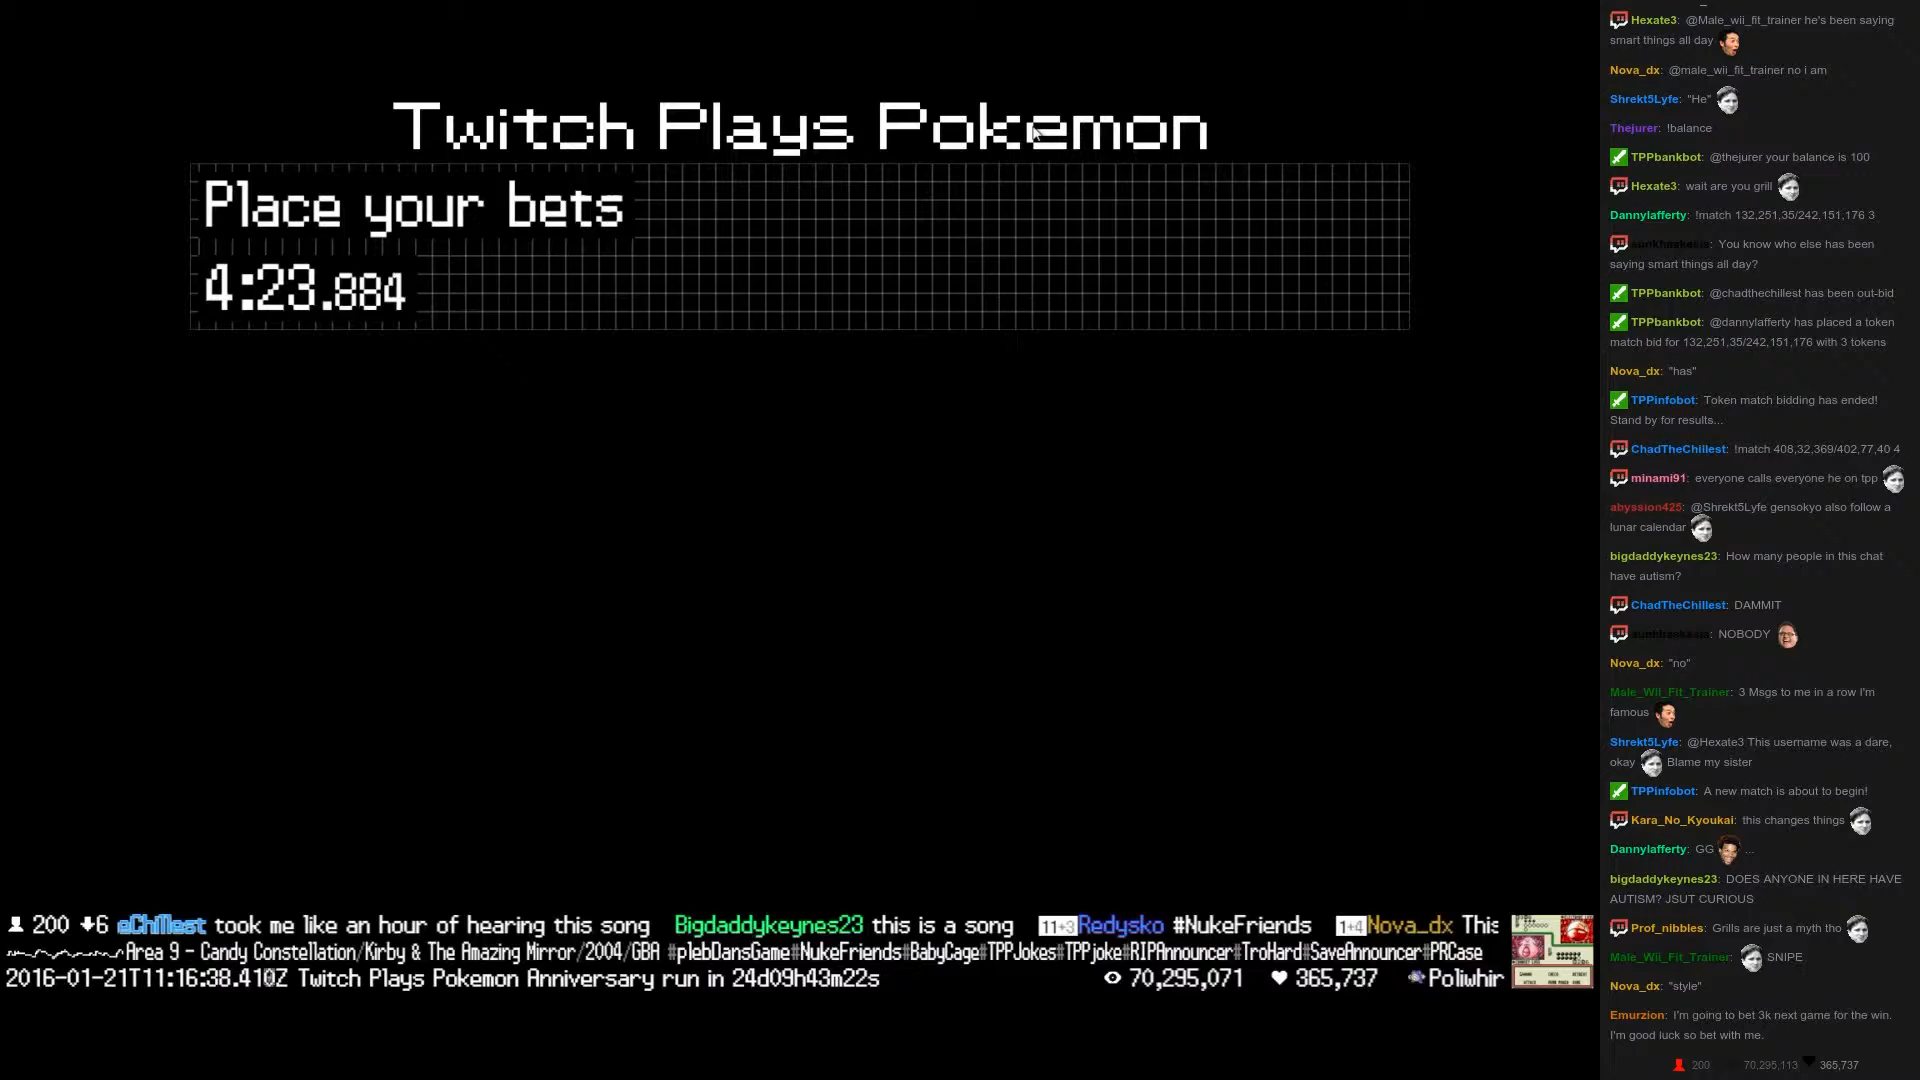 Twitch Plays Pokemon
Place your bets
4:23.884
200 6 eChillest took me like an hour of hearing this song Bigdaddykeynes23 this is a song 11+3 Redysko #NukeFriends 1+4 Nova_dx This
Area 9 - Candy Constellation/Kirby & The Amazing Mirror/2004/GBA #plebDansGame#NukeFriends#BabyCage#TPPJokes#TPPjoke#RIPAnnouncer#TroHard#SaveAnnouncer#PRCase
2016-01-21T11:16:38.410Z Twitch Plays Pokemon Anniversary run in 24d09h43m22s 70,295,071 365,737 Poliwhir
Hexate3: @Male_wii_fit_trainer he's been saying
smart things all day
Nova_dx: @male_wii_fit_trainer no i am
Shrekt5Lyfe: "He"
Thejurer: !balance
TPPbankbot: @thejurer your balance is 100
Hexate3: wait are you grill
Dannylafferty: !match 132,251,35/242,151,176 3
: You know who else has been
saying smart things all day?
TPPbankbot: @chadthechillest has been out-bid
TPPbankbot: @dannylafferty has placed a token
match bid for 132,251,35/242,151,176 with 3 tokens
Nova_dx: "has"
TPPinfobot: Token match bidding has ended!
Stand by for results...
ChadTheChillest: !match 408,32,369/402,77,40 4
minami91: everyone calls everyone he on tpp
abyssion425: @Shrekt5Lyfe gensokyo also follow a
lunar calendar
bigdaddykeynes23: How many people in this chat
have autism?
ChadTheChillest: DAMMIT
: NOBODY
Nova_dx: "no"
Male_Wii_Fit_Trainer: 3 Msgs to me in a row I'm
famous
Shrekt5Lyfe: @Hexate3 This username was a dare,
okay Blame my sister
TPPinfobot: A new match is about to begin!
Kara_No_Kyoukai: this changes things
Dannylafferty: GG ...
bigdaddykeynes23: DOES ANYONE IN HERE HAVE
AUTISM? JSUT CURIOUS
Prof_nibbles: Grills are just a myth tho
Male_Wii_Fit_Trainer: SNIPE
Nova_dx: "style"
Emurzion: I'm going to bet 3k next game for the win.
I'm good luck so bet with me.
200 70,295,113 365,737